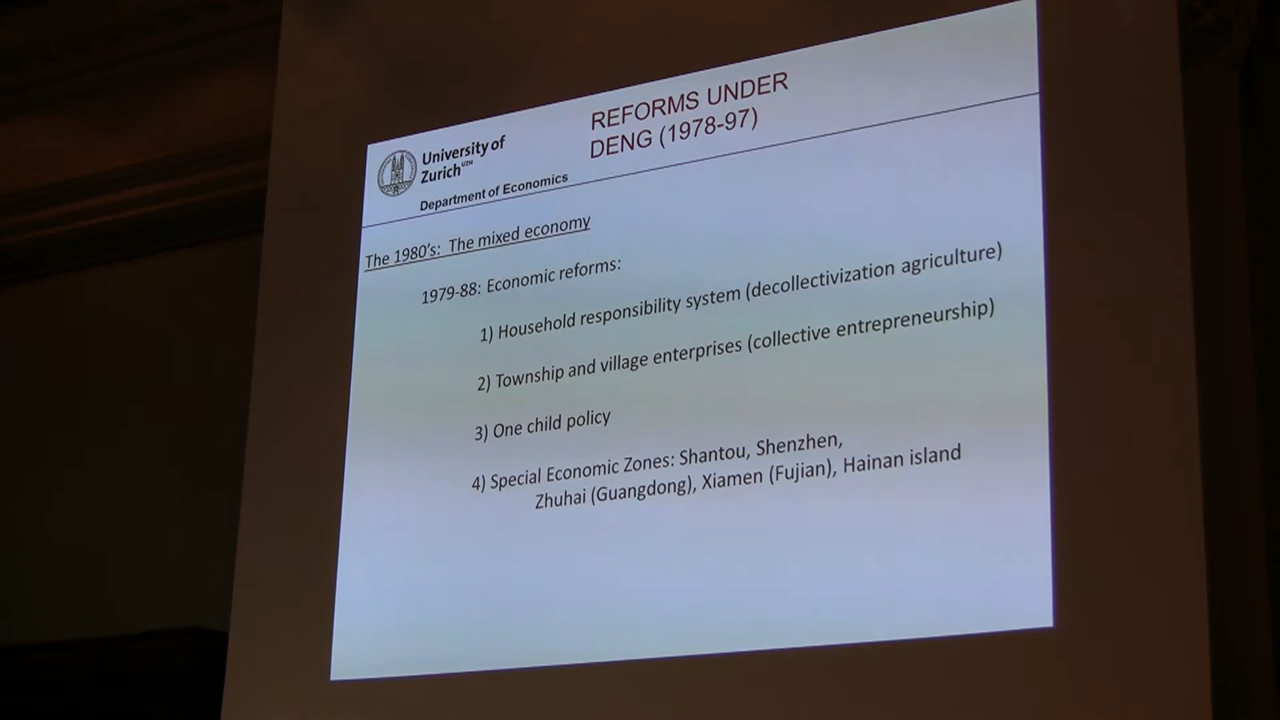 University of
Zurich UZH
Department of Economics
REFORMS UNDER
DENG (1978-97)
The 1980's: The mixed economy
1979-88: Economic reforms:
1) Household responsibility system (decollectivization agriculture)
2) Township and village enterprises (collective entrepreneurship)
3) One child policy
4) Special Economic Zones: Shantou, Shenzhen,
Zhuhai (Guangdong), Xiamen (Fujian), Hainan island